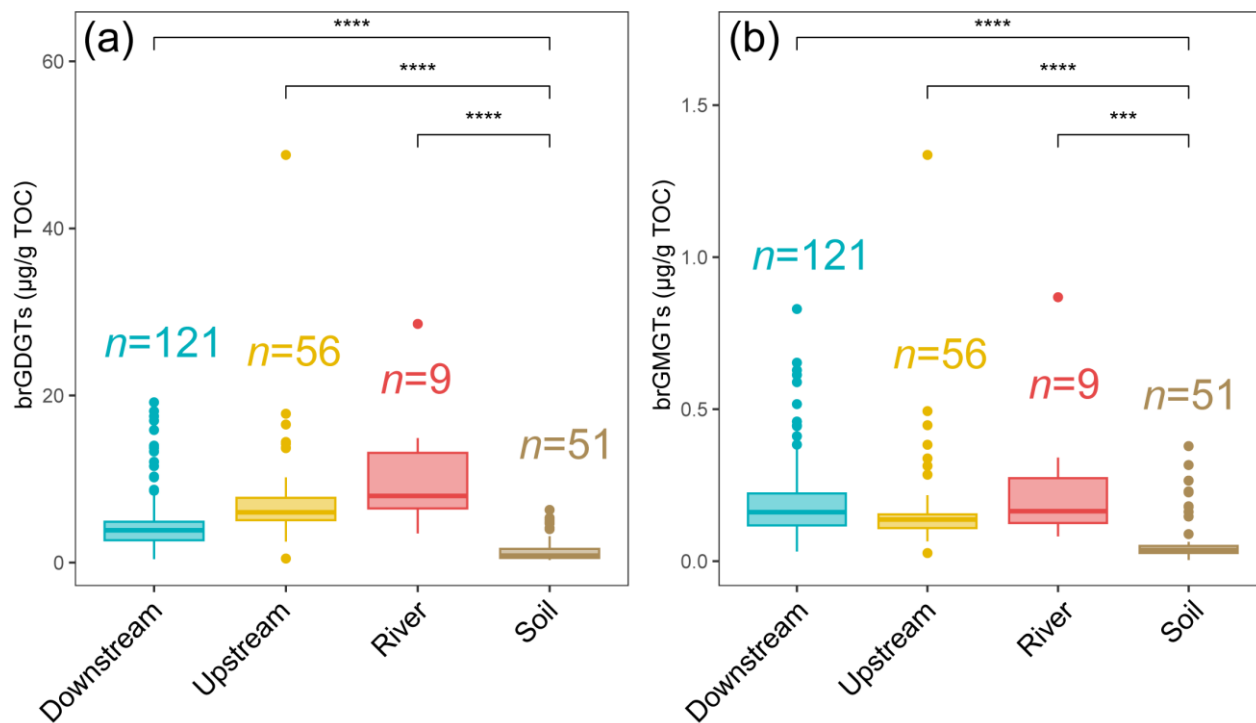 (a)
****
****
****
60
40
20
0
brGDGTs (µg/g TOC)
n=121
n=56
n=9
n=51
Downstream
Upstream
River
Soil
(b)
****
****
***
1.5
1.0
0.5
0.0
brGMGTs (µg/g TOC)
n=121
n=56
n=9
n=51
Downstream
Upstream
River
Soil